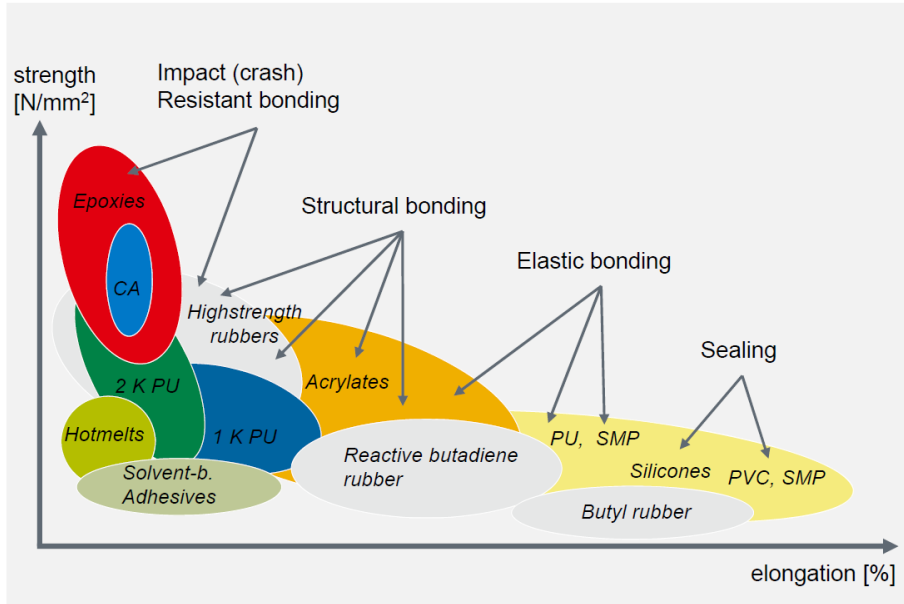 strength
[N/mm²]
Impact (crash)
Resistant bonding
Structural bonding
Elastic bonding
Sealing
Epoxies
CA
Highstrength
rubbers
2 K PU
Acrylates
Hotmelts
1 K PU
Solvent-b.
Adhesives
Reactive butadiene
rubber
PU, SMP
Silicones
PVC, SMP
Butyl rubber
elongation [%]